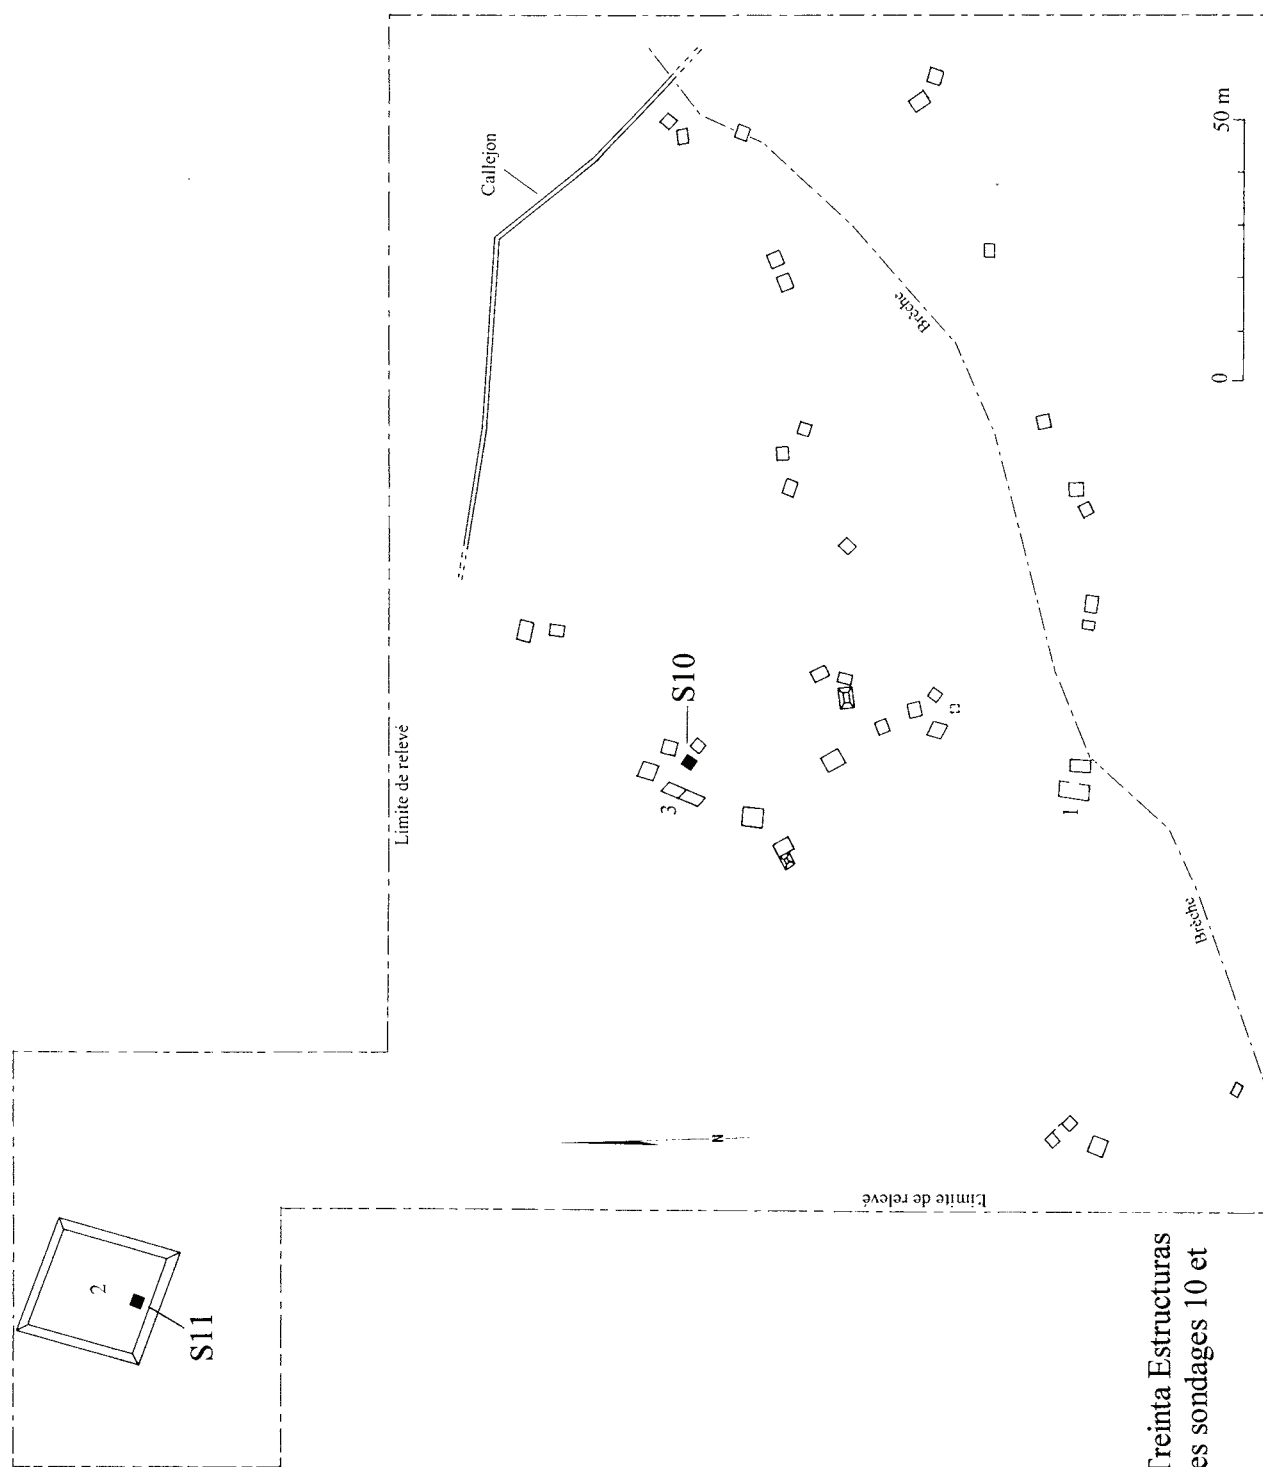 Callejon
Limite de relevé
Brèche
0
50 m
S10
3
1
Brèche
N
Limite de relevé
2
S11
Treinta Estructuras
es sondages 10 et